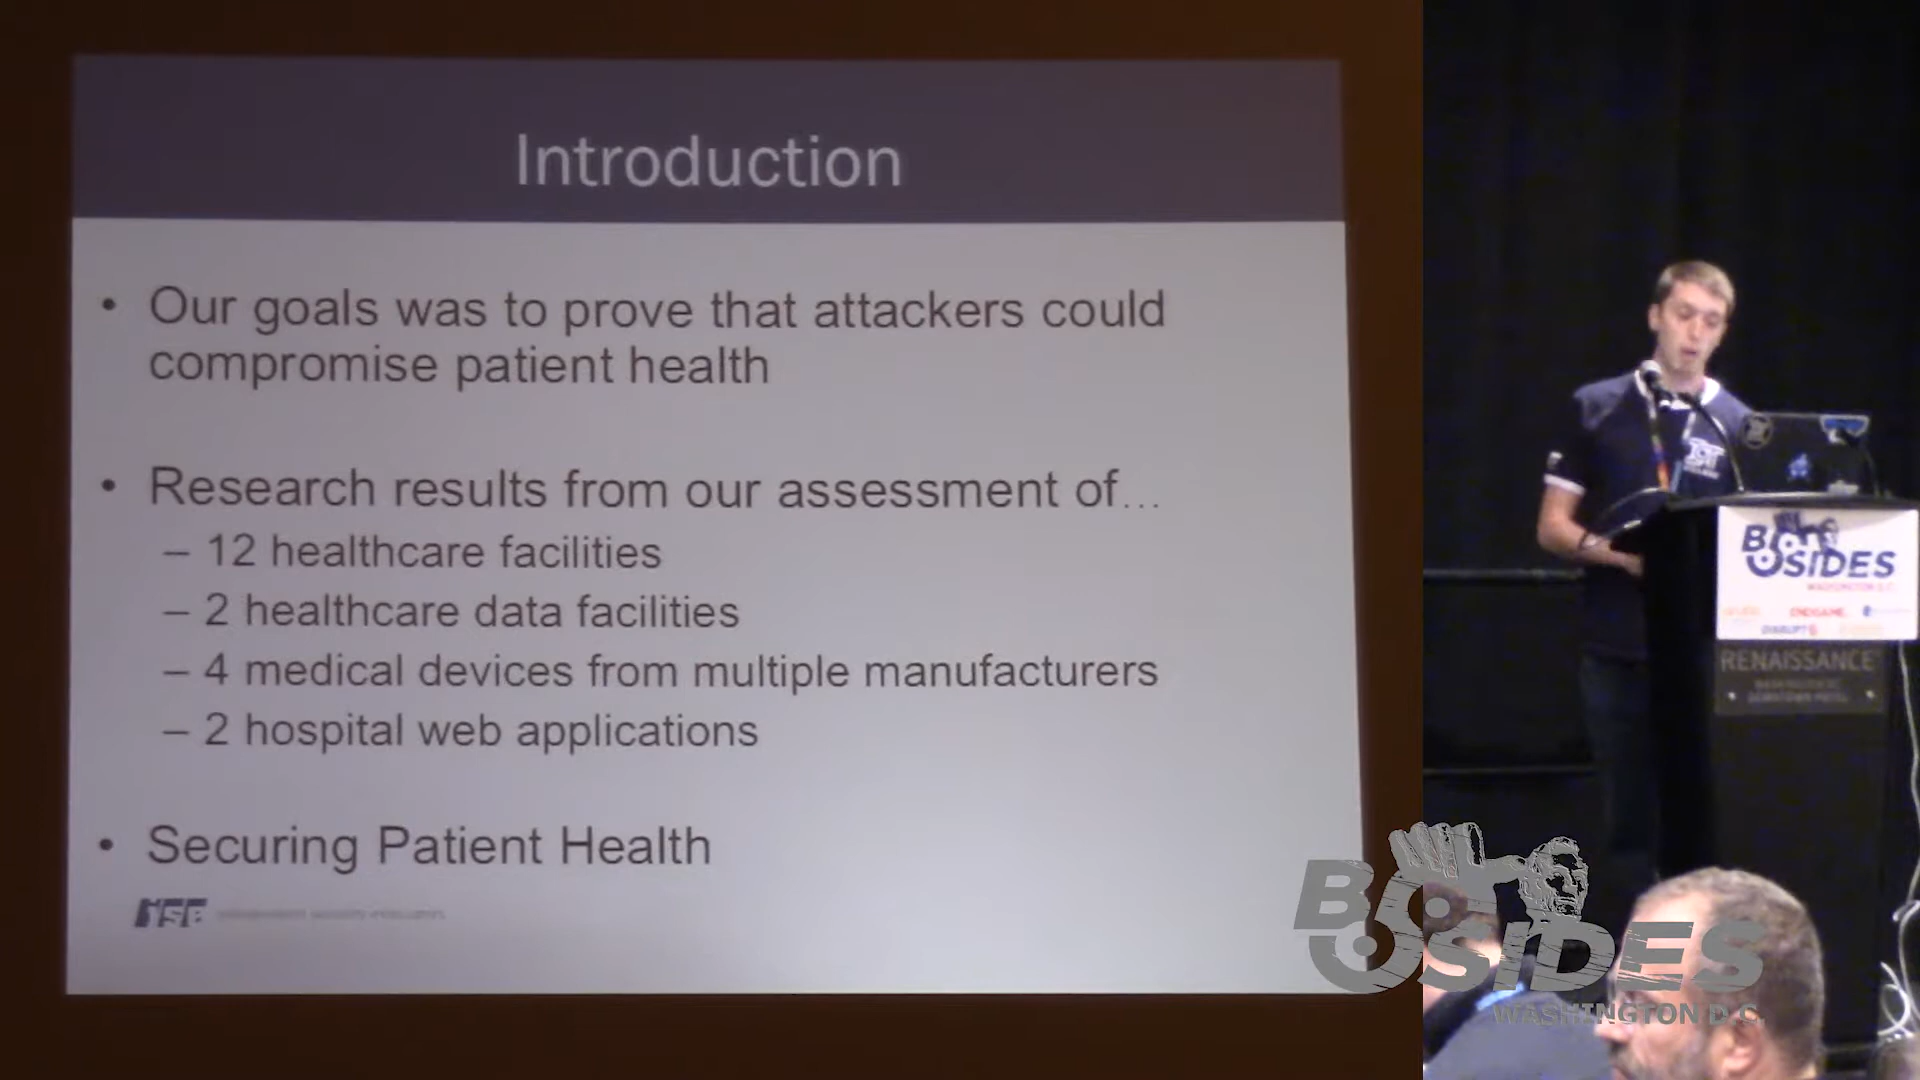 Introduction
• Our goals was to prove that attackers could
compromise patient health
• Research results from our assessment of…
– 12 healthcare facilities
– 2 healthcare data facilities
– 4 medical devices from multiple manufacturers
– 2 hospital web applications
• Securing Patient Health
ise
BSIDES
WASHINGTON D.C.
ENDGAME.
RENAISSANCE
BSIDES
WASHINGTON D.C.